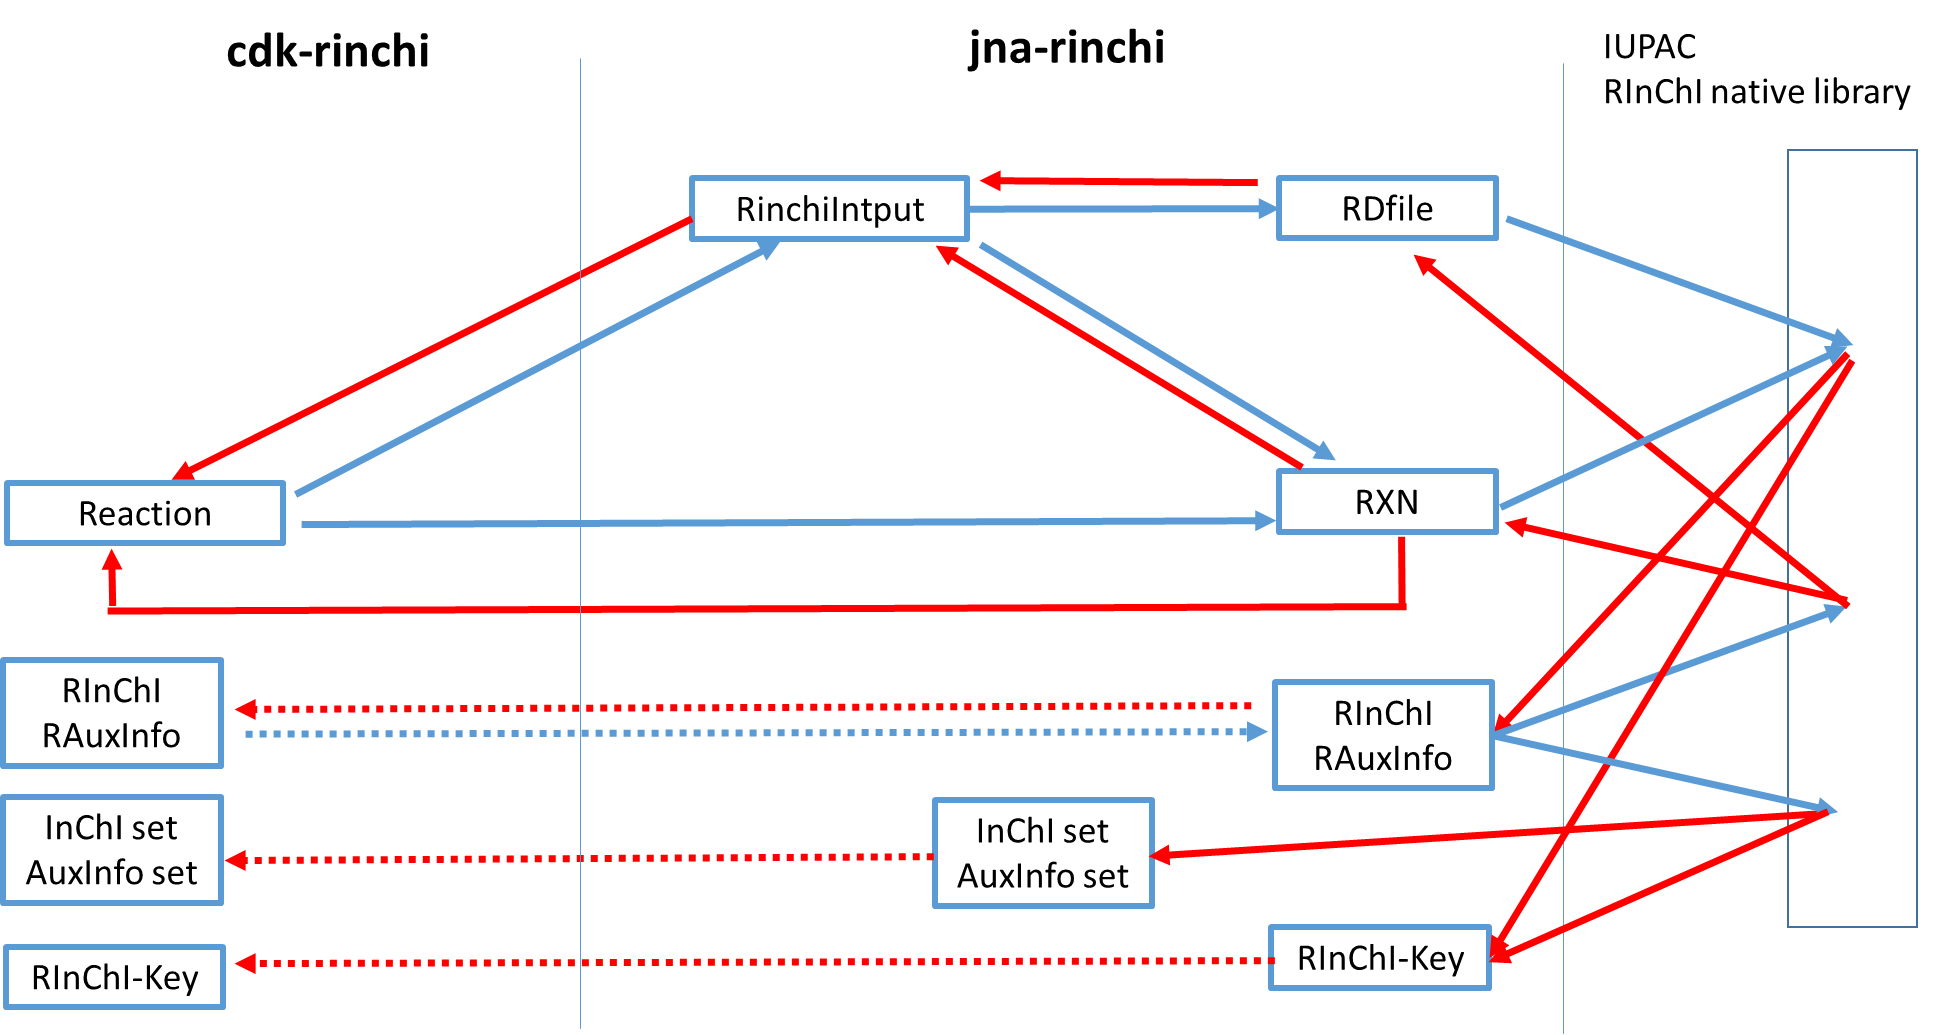 cdk-rinchi
jna-rinchi
IUPAC
RInChI native library
RinchiIntput
RDfile
Reaction
RXN
RInChI
RAuxInfo
RInChI
RAuxInfo
InChI set
AuxInfo set
InChI set
AuxInfo set
RInChI-Key
RInChI-Key